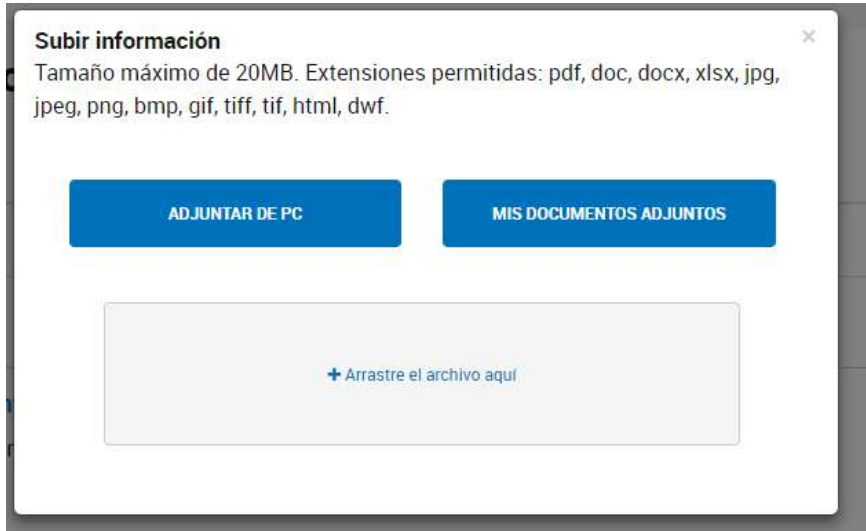 Subir información
Tamaño máximo de 20MB. Extensiones permitidas: pdf, doc, docx, xlsx, jpg,
jpeg, png, bmp, gif, tiff, tif, html, dwf.
ADJUNTAR DE PC
MIS DOCUMENTOS ADJUNTOS
+ Arrastre el archivo aquí